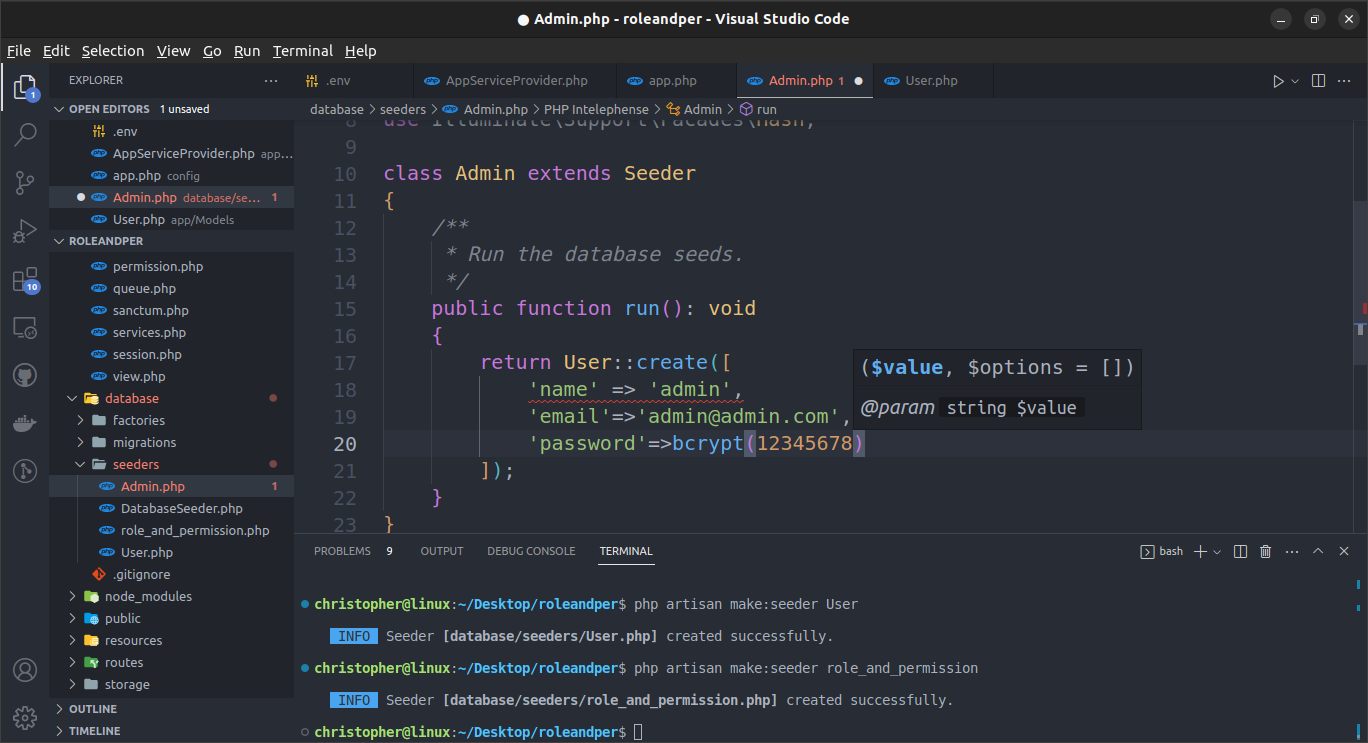 Admin.php - roleandper - Visual Studio Code
File Edit Selection View Go Run Terminal Help
EXPLORER
.env
AppServiceProvider.php
app.php
Admin.php 1
User.php
OPEN EDITORS 1 unsaved
database > seeders > Admin.php > PHP Intelephense > Admin > run
.env
AppServiceProvider.php app...
app.php config
Admin.php database/se... 1
User.php app/Models
ROLEANDPER
permission.php
queue.php
sanctum.php
services.php
session.php
view.php
database
factories
migrations
seeders
Admin.php 1
DatabaseSeeder.php
role_and_permission.php
User.php
.gitignore
node_modules
public
resources
routes
storage
OUTLINE
TIMELINE
1
10
8 use Illuminate\Support\Facades\Hash;
9
10 class Admin extends Seeder
11 {
12 /**
13 * Run the database seeds.
14 */
15 public function run(): void
16 {
17 return User::create([
18 'name' => 'admin',
19 'email'=>'admin@admin.com',
20 'password'=>bcrypt(12345678)
21 ]);
22 }
23 }
($value, $options = [])
@param string $value
PROBLEMS 9 OUTPUT DEBUG CONSOLE TERMINAL
bash
christopher@linux:~/Desktop/roleandper$ php artisan make:seeder User
INFO Seeder [database/seeders/User.php] created successfully.
christopher@linux:~/Desktop/roleandper$ php artisan make:seeder role_and_permission
INFO Seeder [database/seeders/role_and_permission.php] created successfully.
christopher@linux:~/Desktop/roleandper$